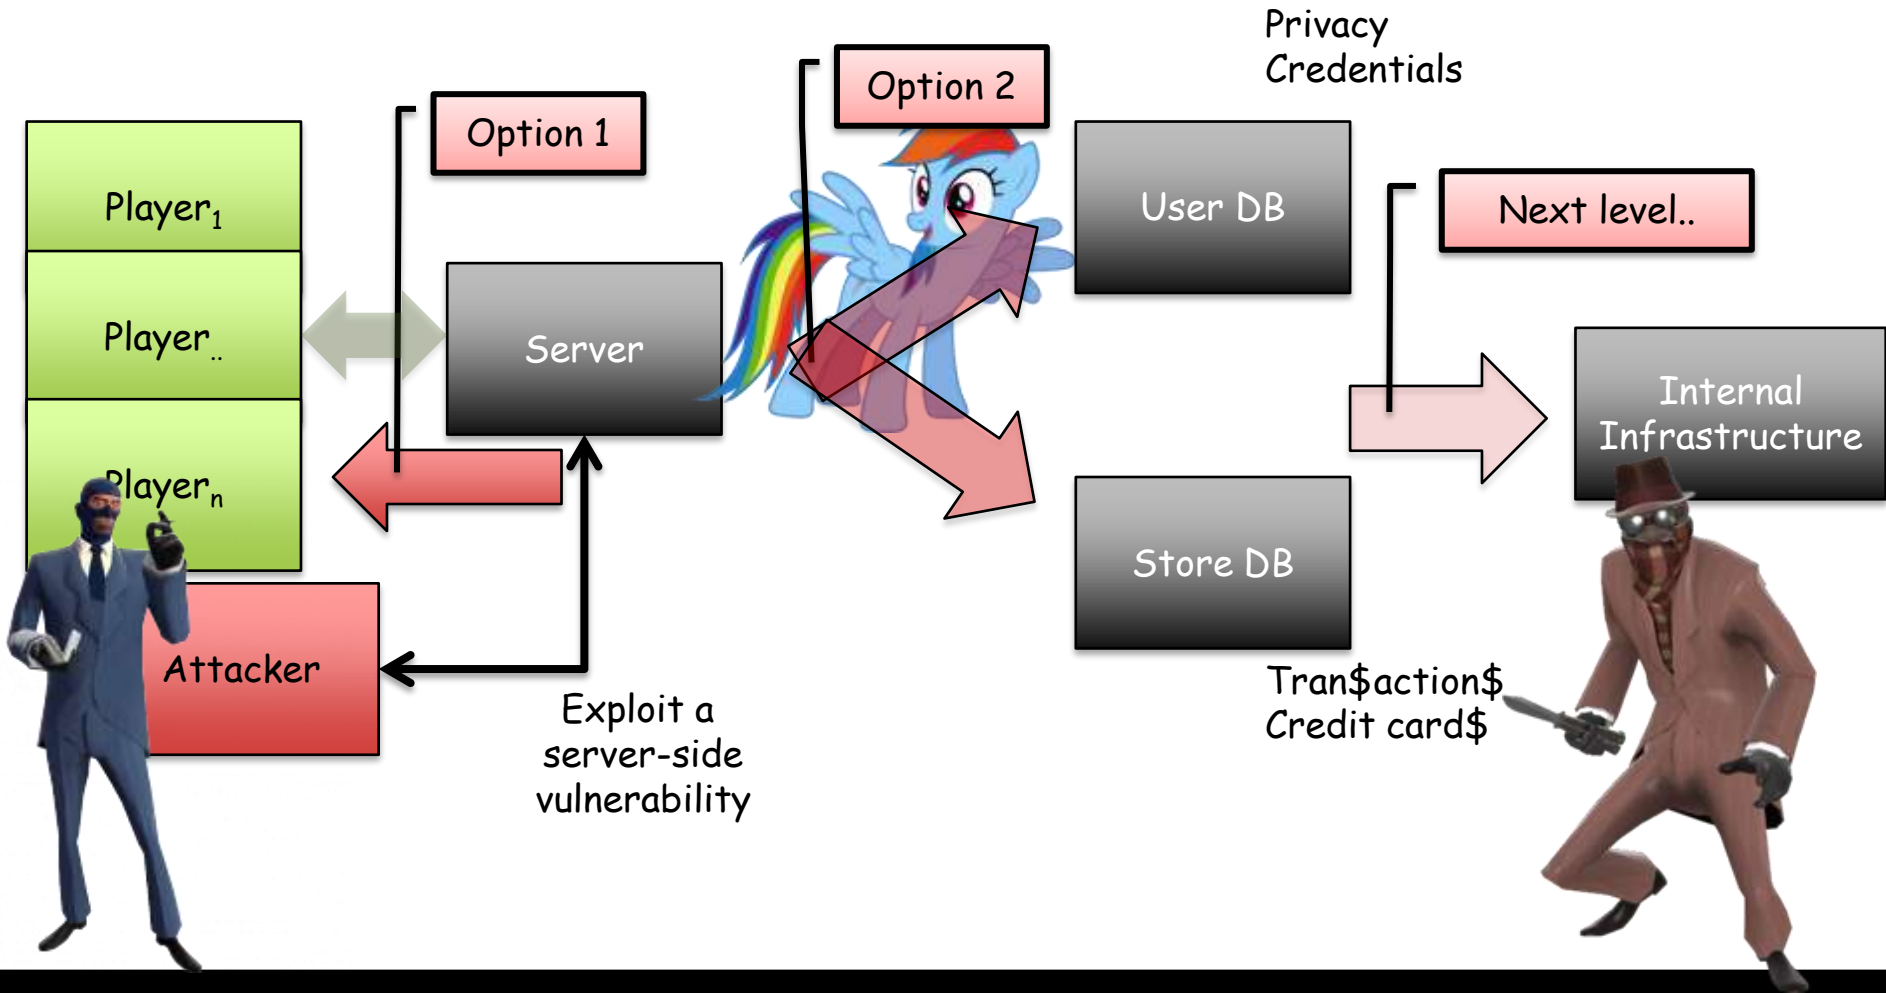 Privacy
Credentials
Option 2
Option 1
Player1
User DB
Next level..
Player..
Server
Internal
Infrastructure
Playern
Store DB
Attacker
Tran$action$
Credit card$
Exploit a
server-side
vulnerability